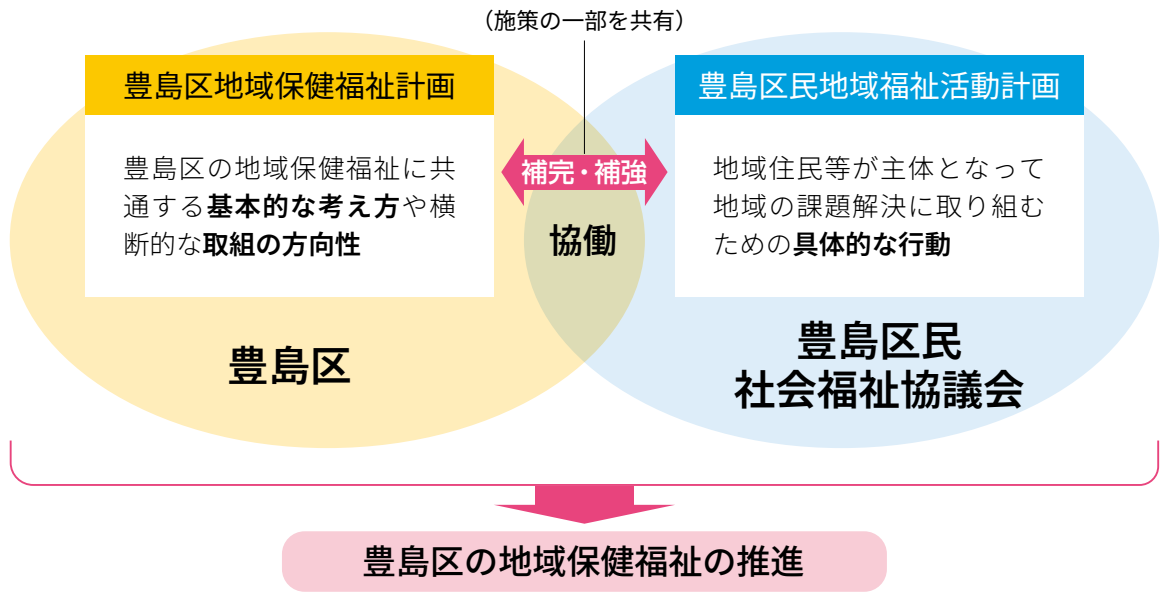 （施策の一部を共有）
豊島区地域保健福祉計画
豊島区の地域保健福祉に共
通する基本的な考え方や横
断的な取組の方向性
豊島区
補完・補強
協働
豊島区民地域福祉活動計画
地域住民等が主体となって
地域の課題解決に取り組む
ための具体的な行動
豊島区民
社会福祉協議会
豊島区の地域保健福祉の推進